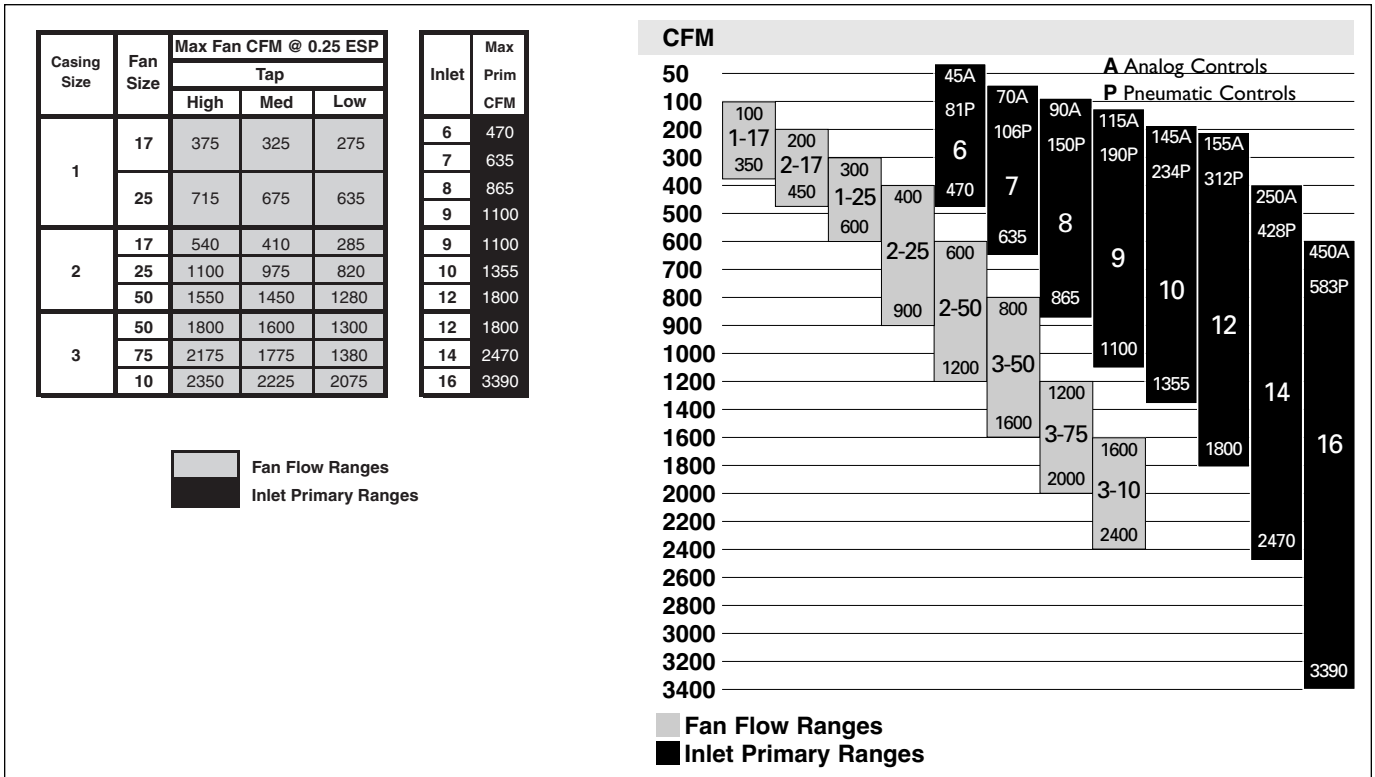 Casing Size
Fan Size
Max Fan CFM @ 0.25 ESP
Tap
High Med Low
1
17 375 325 275
25 715 675 635
2
17 540 410 285
25 1100 975 820
50 1550 1450 1280
3
50 1800 1600 1300
75 2175 1775 1380
10 2350 2225 2075
Inlet
Max Prim CFM
6 470
7 635
8 865
9 1100
9 1100
10 1355
12 1800
12 1800
14 2470
16 3390
Fan Flow Ranges
Inlet Primary Ranges
CFM
A Analog Controls
P Pneumatic Controls
50
100
200
300
400
500
600
700
800
900
1000
1200
1400
1600
1800
2000
2200
2400
2600
2800
3000
3200
3400
100
1-17
350
200
2-17
450
300
1-25
600
400
2-25
900
45A
81P
6
470
600
2-50
1200
70A
106P
7
635
800
3-50
1600
90A
150P
8
865
1200
3-75
2000
115A
190P
9
1100
1600
3-10
2400
145A
234P
10
1355
155A
312P
12
1800
250A
428P
14
2470
450A
583P
16
3390
Fan Flow Ranges
Inlet Primary Ranges